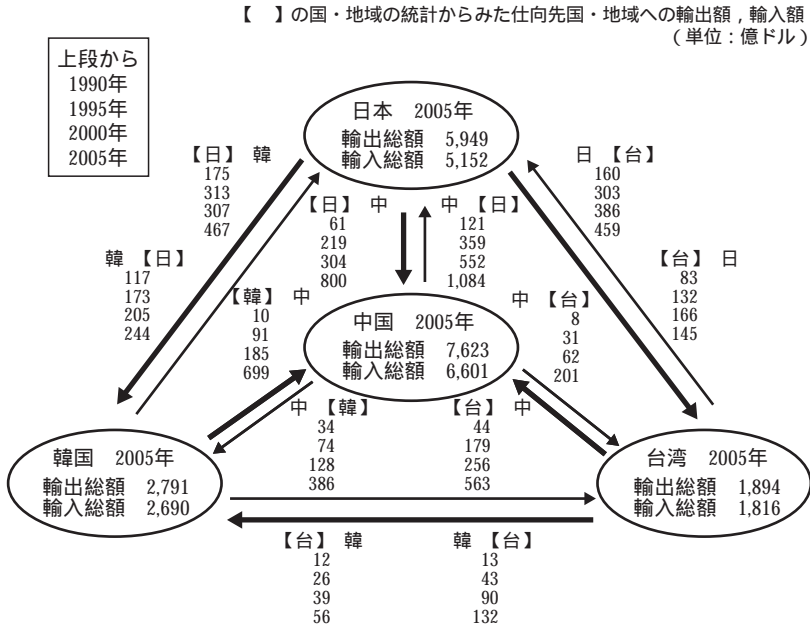 【　】の国・地域の統計からみた仕向先国・地域への輸出額，輸入額
（単位：億ドル）
上段から
1990年
1995年
2000年
2005年
日本　2005年
輸出総額　5,949
輸入総額　5,152
【日】 韓
175
313
307
467
韓 【日】
117
173
205
244
【日】 中
61
219
304
800
中 【日】
121
359
552
1,084
日 【台】
160
303
386
459
【台】 日
83
132
166
145
【韓】 中
10
91
185
699
中国　2005年
輸出総額　7,623
輸入総額　6,601
中 【台】
8
31
62
201
中 【韓】
34
74
128
386
【台】 中
44
179
256
563
韓国　2005年
輸出総額　2,791
輸入総額　2,690
台湾　2005年
輸出総額　1,894
輸入総額　1,816
【台】 韓
12
26
39
56
韓 【台】
13
43
90
132